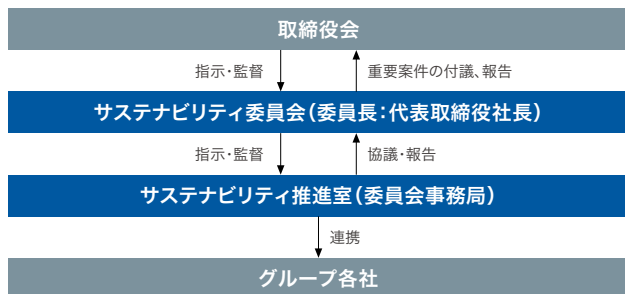 取締役会
指示・監督
重要案件の付議、報告
サステナビリティ委員会（委員長：代表取締役社長）
指示・監督
協議・報告
サステナビリティ推進室（委員会事務局）
連携
グループ各社